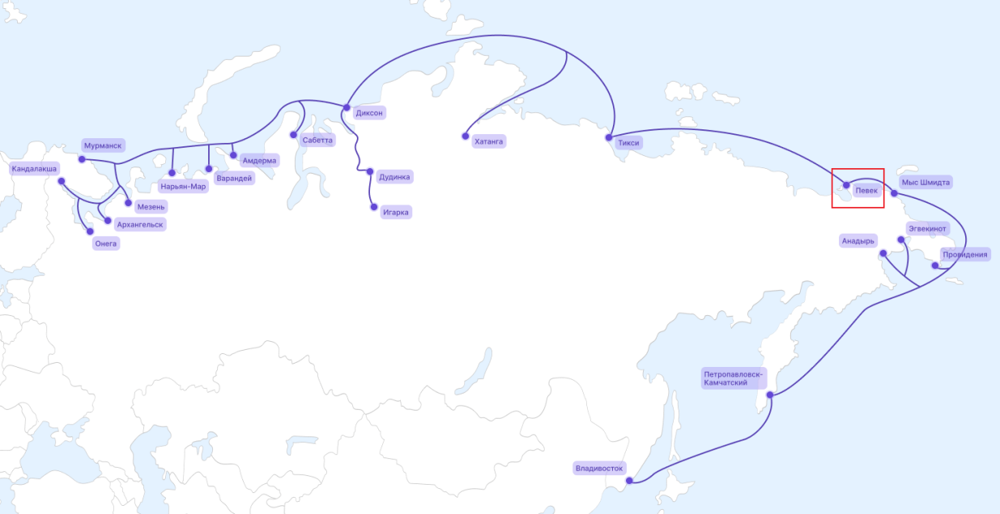 Мурманск
Кандалакша
Диксон
Сабетта
Хатанга
Тикси
Амдерма
Варандей
Нарьян-Мар
Дудинка
Мезень
Игарка
Архангельск
Онега
Певек
Мыс Шмидта
Эгвекинот
Анадырь
Провидения
Петропавловск-
Камчатский
Владивосток